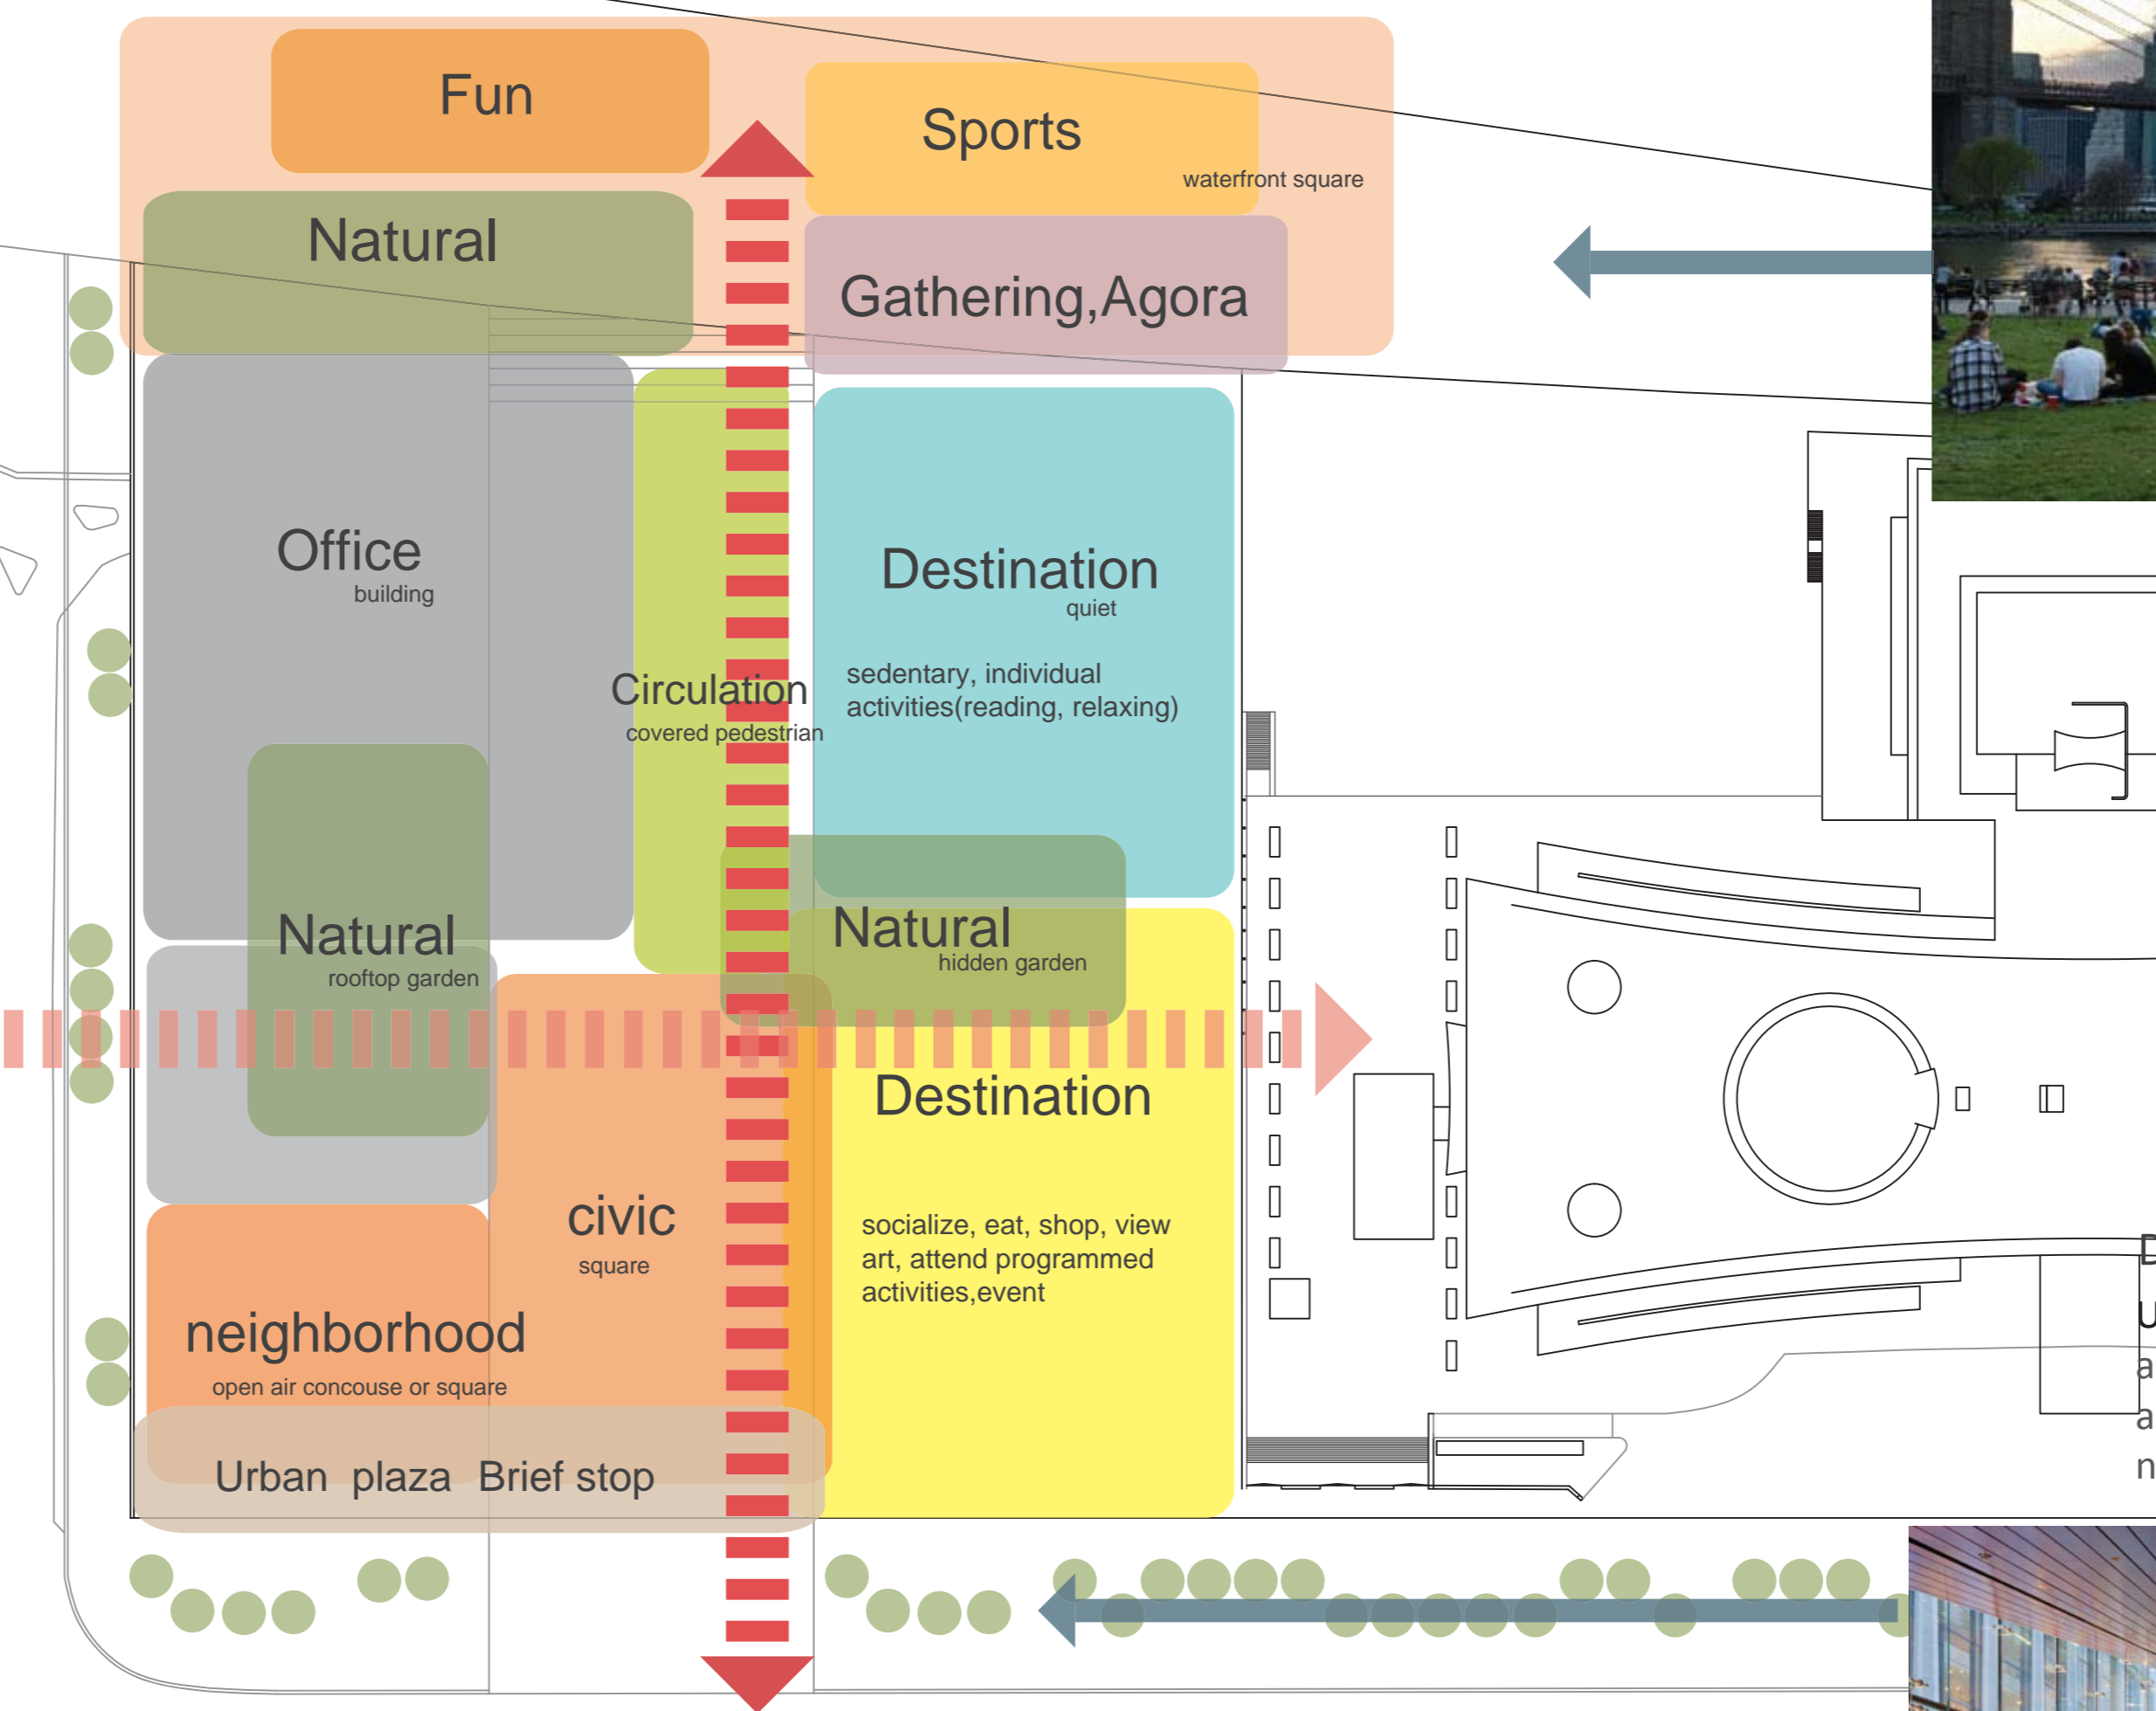 Fun
Sports
waterfront square
Natural
Gathering,Agora
Office
building
Destination
quiet
sedentary, individual
activities(reading, relaxing)
Circulation
covered pedestrian
Natural
rooftop garden
Natural
hidden garden
Destination
socialize, eat, shop, view
art, attend programmed
activities,event
civic
square
neighborhood
open air concouse or square
Urban plaza Brief stop